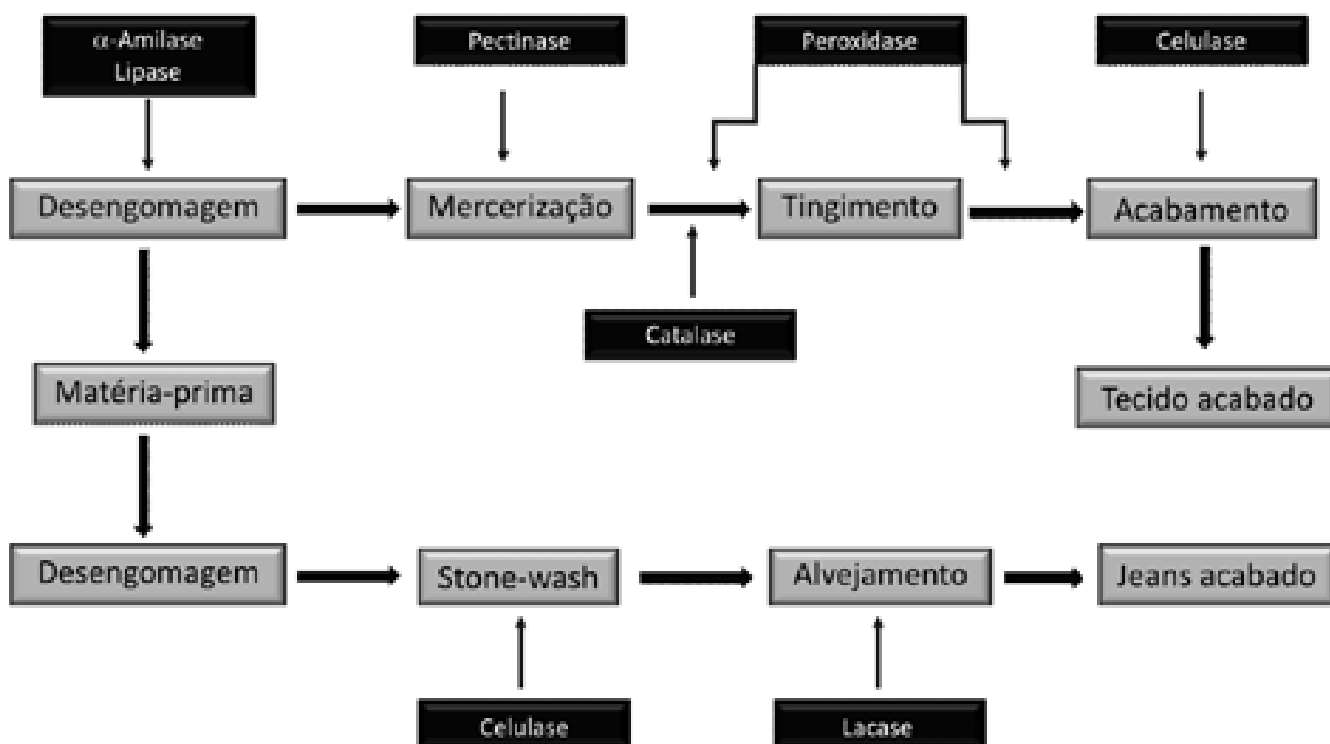 α-Amilase
Lipase
Pectinase
Peroxidase
Celulase
Desengomagem
Mercerização
Tingimento
Acabamento
Catalase
Matéria-prima
Tecido acabado
Desengomagem
Stone-wash
Alvejamento
Jeans acabado
Celulase
Lacase